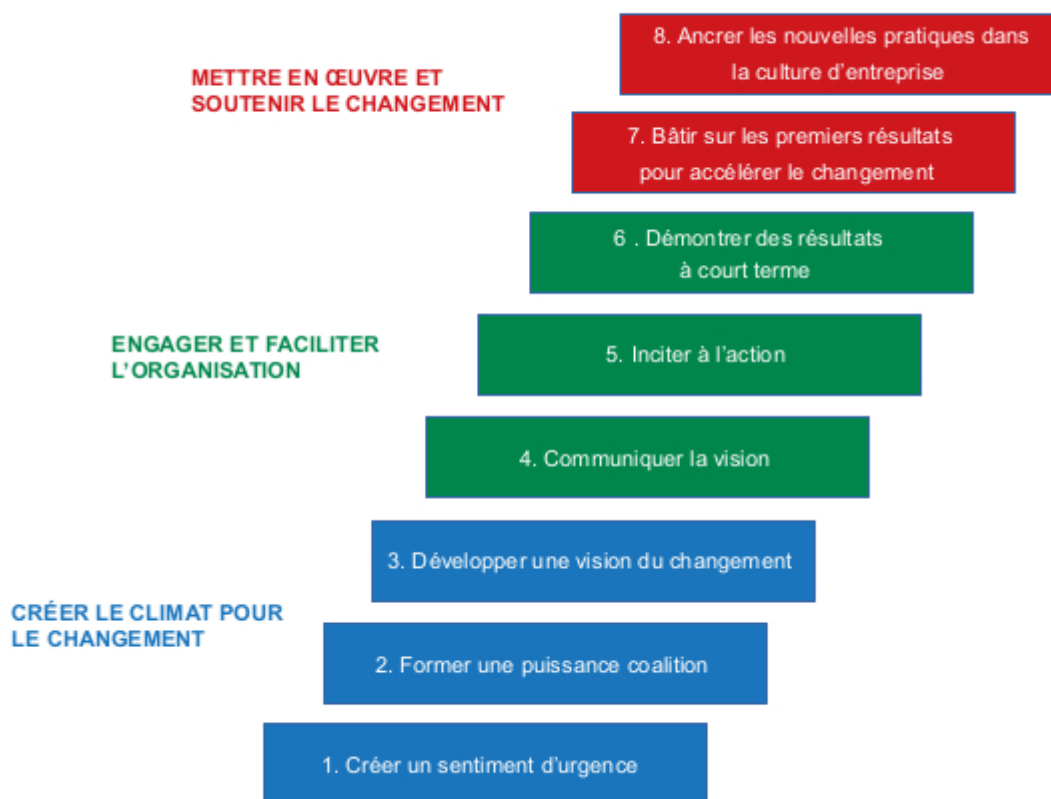 8. Ancrer les nouvelles pratiques dans
la culture d'entreprise
METTRE EN ŒUVRE ET
SOUTENIR LE CHANGEMENT
7. Bâtir sur les premiers résultats
pour accélérer le changement
6 . Démontrer des résultats
à court terme
ENGAGER ET FACILITER
L'ORGANISATION
5. Inciter à l'action
4. Communiquer la vision
3. Développer une vision du changement
CRÉER LE CLIMAT POUR
LE CHANGEMENT
2. Former une puissance coalition
1. Créer un sentiment d'urgence